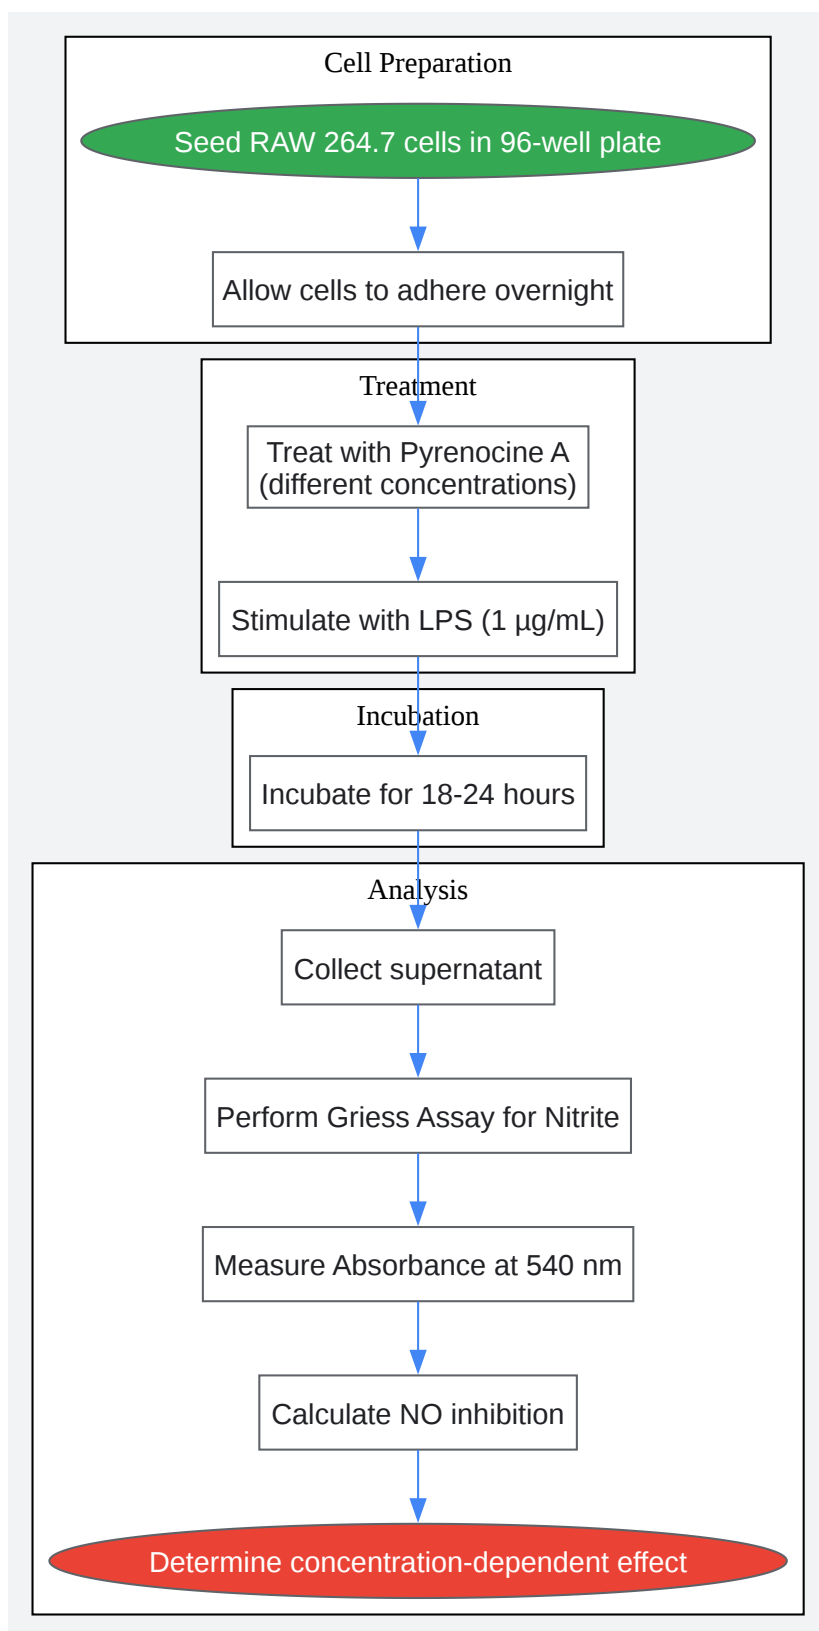 Cell Preparation
Seed RAW 264.7 cells in 96-well plate
Allow cells to adhere overnight
Treatment
Treat with Pyrenocine A
(different concentrations)
Stimulate with LPS (1 µg/mL)
Incubation
Incubate for 18-24 hours
Analysis
Collect supernatant
Perform Griess Assay for Nitrite
Measure Absorbance at 540 nm
Calculate NO inhibition
Determine concentration-dependent effect